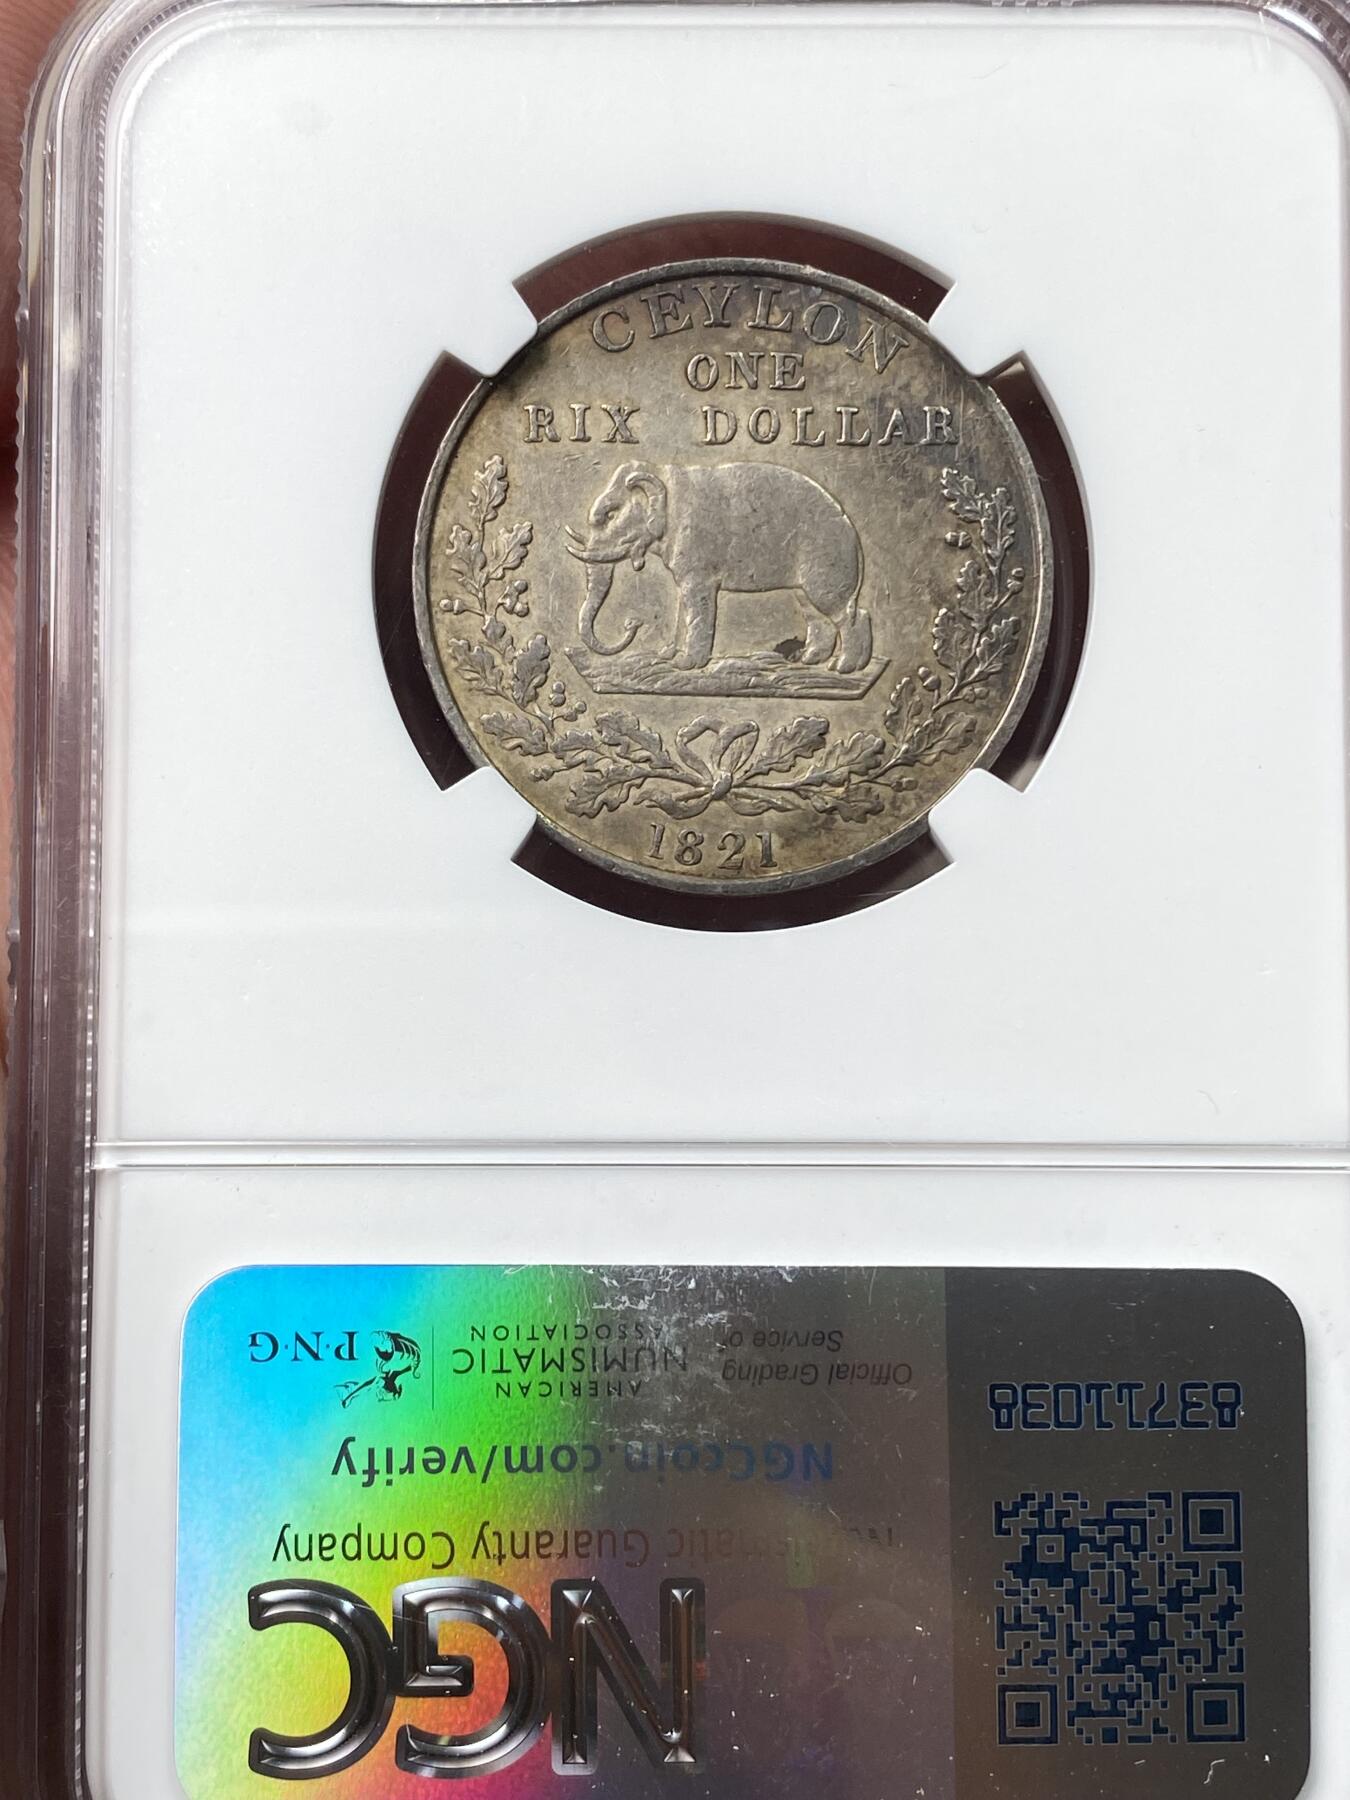 CEYLON
ONE
RIX DOLLAR
1821
NGC
Numismatic Guaranty Company
NGCcoin.com/verify
Official Grading
Service of
AMERICAN
NUMISMATIC
ASSOCIATION
P·N·G
83711038